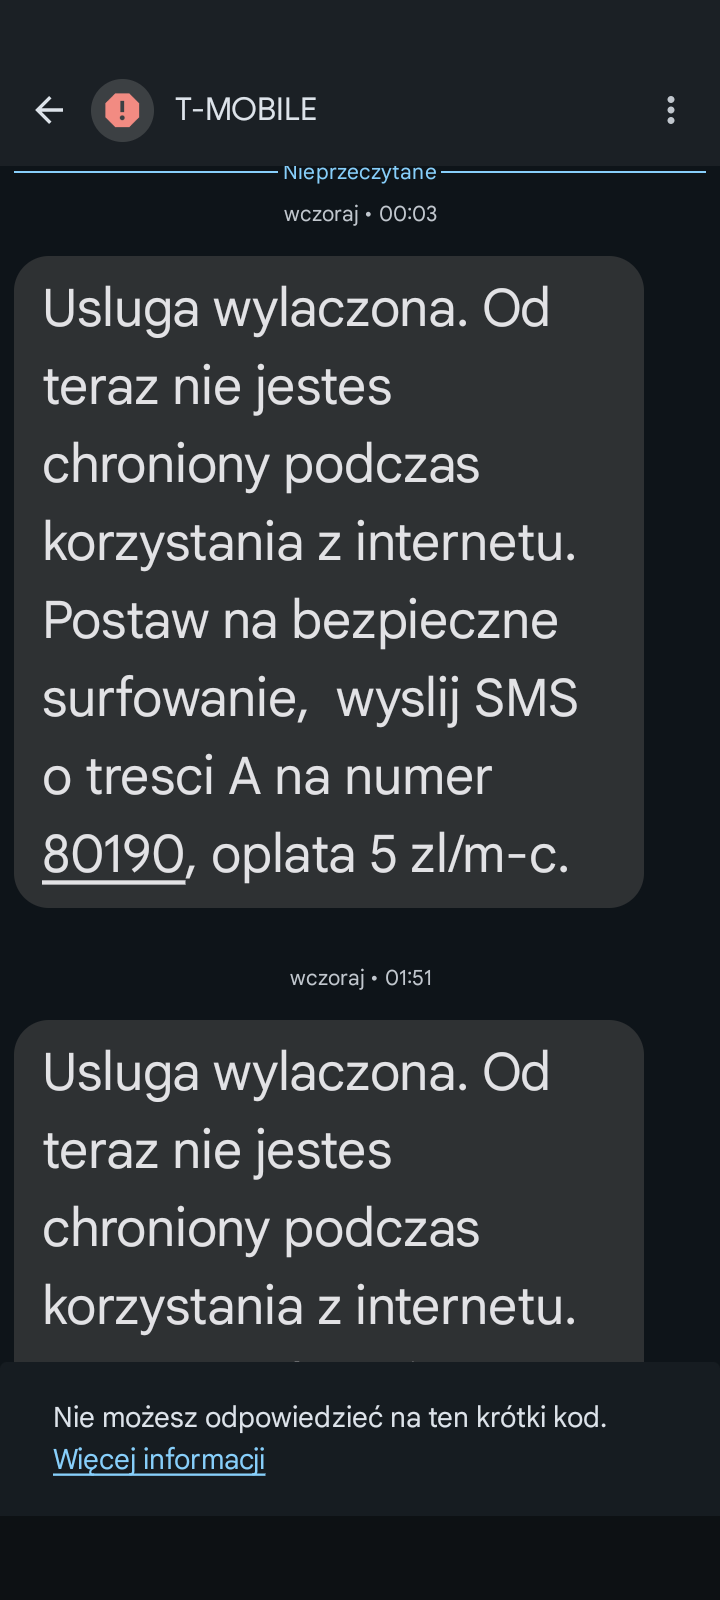 T-MOBILE
Nieprzeczytane
wczoraj • 00:03
Usluga wylaczona. Od
teraz nie jestes
chroniony podczas
korzystania z internetu.
Postaw na bezpieczne
surfowanie,  wyslij SMS
o tresci A na numer
80190, oplata 5 zl/m-c.
wczoraj • 01:51
Usluga wylaczona. Od
teraz nie jestes
chroniony podczas
korzystania z internetu.
Nie możesz odpowiedzieć na ten krótki kod.
Więcej informacji